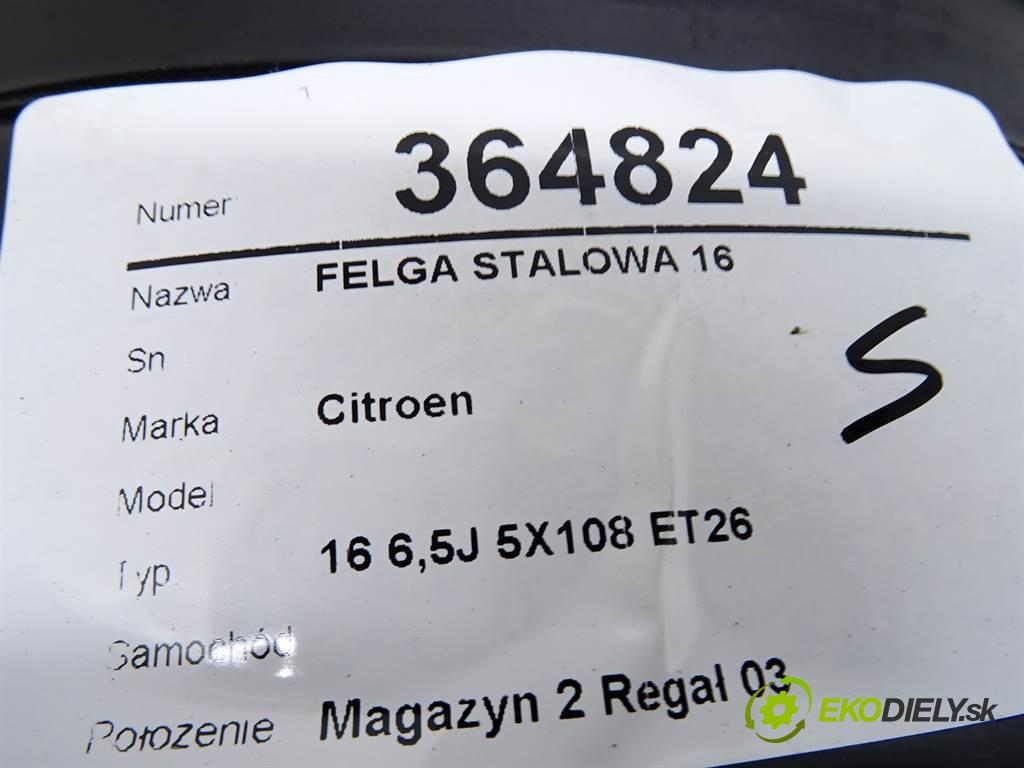 Numer 364824
Nazwa FELGA STALOWA 16
Sn
Marka Citroen
S
Model
Typ 16 6,5J 5X108 ET26
Samochód
Położenie Magazyn 2 Regał 03
EKODIELY.sk